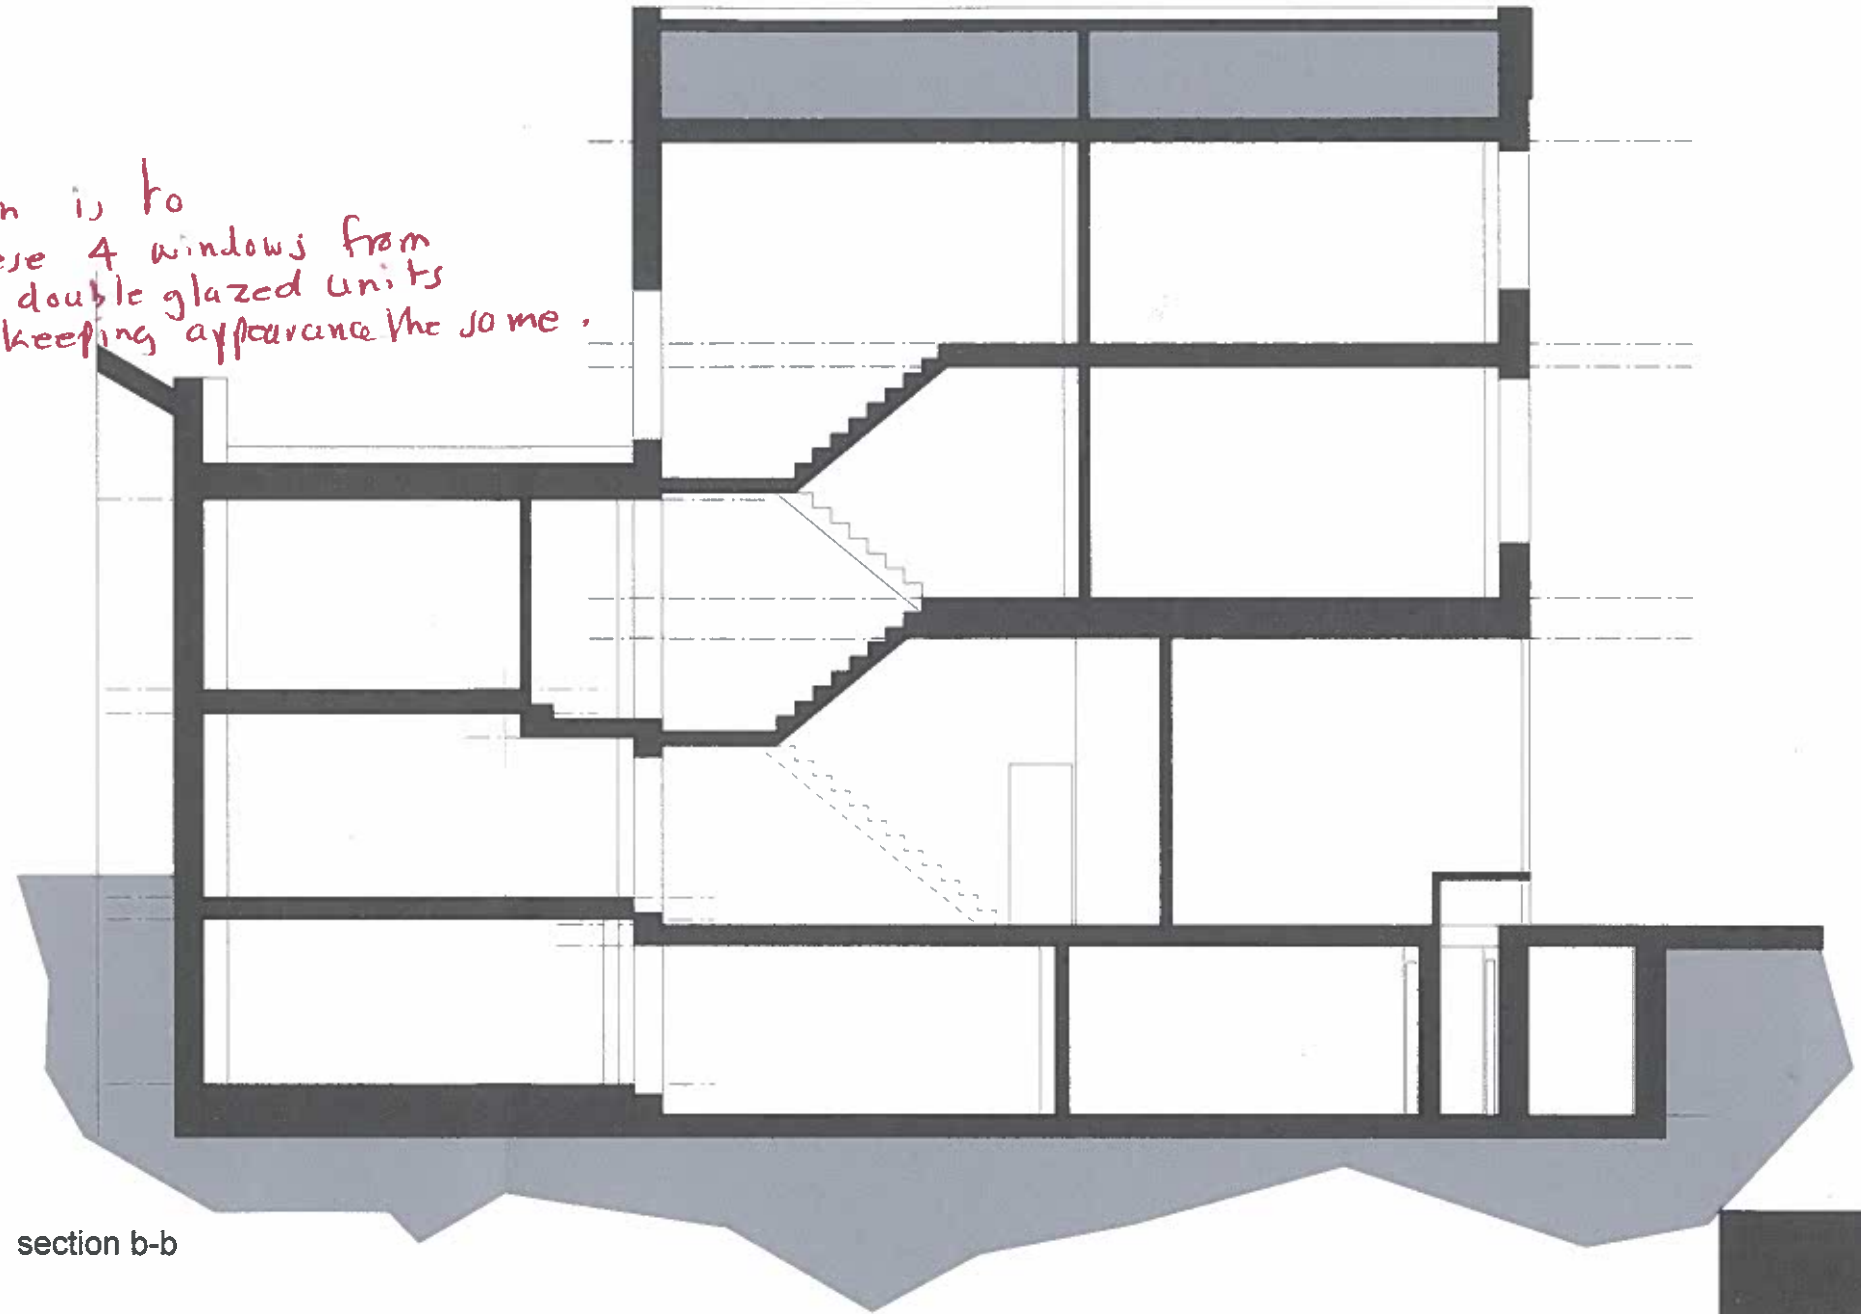 is to
4 windows from
double glazed units
keeping appearance the same.
section b-b